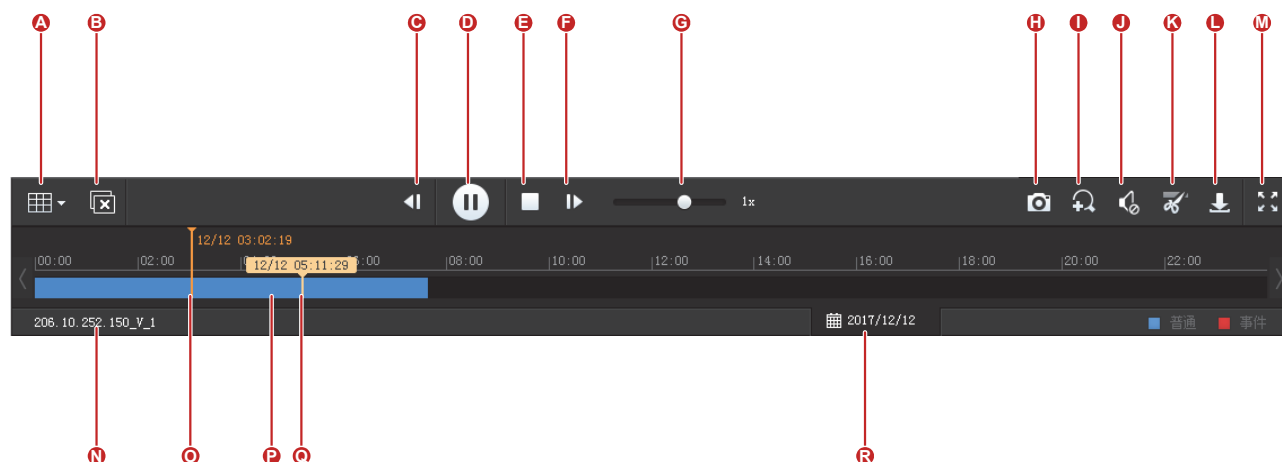 A B C D E F G H I J K L M
1x
12/12 03:02:19
00:00 02:00 06:00 08:00 10:00 12:00 14:00 16:00 18:00 20:00 22:00
12/12 05:11:29
206.10.252.150_V_1 2017/12/12 普通 事件
N O P Q R